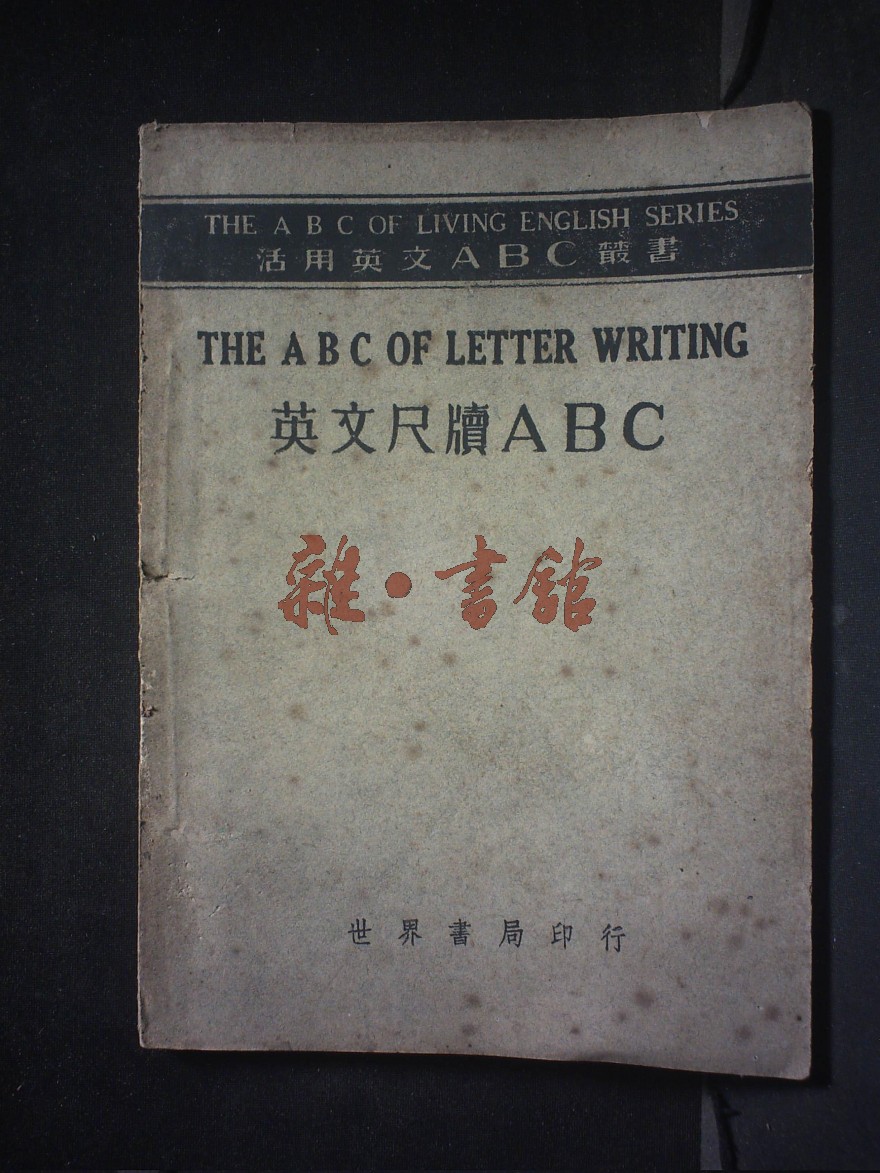 THE A B C OF LIVING ENGLISH SERIES
活用英文ABC叢書
THE A B C OF LETTER WRITING
英文尺牘ABC
雜·書館
世界書局印行